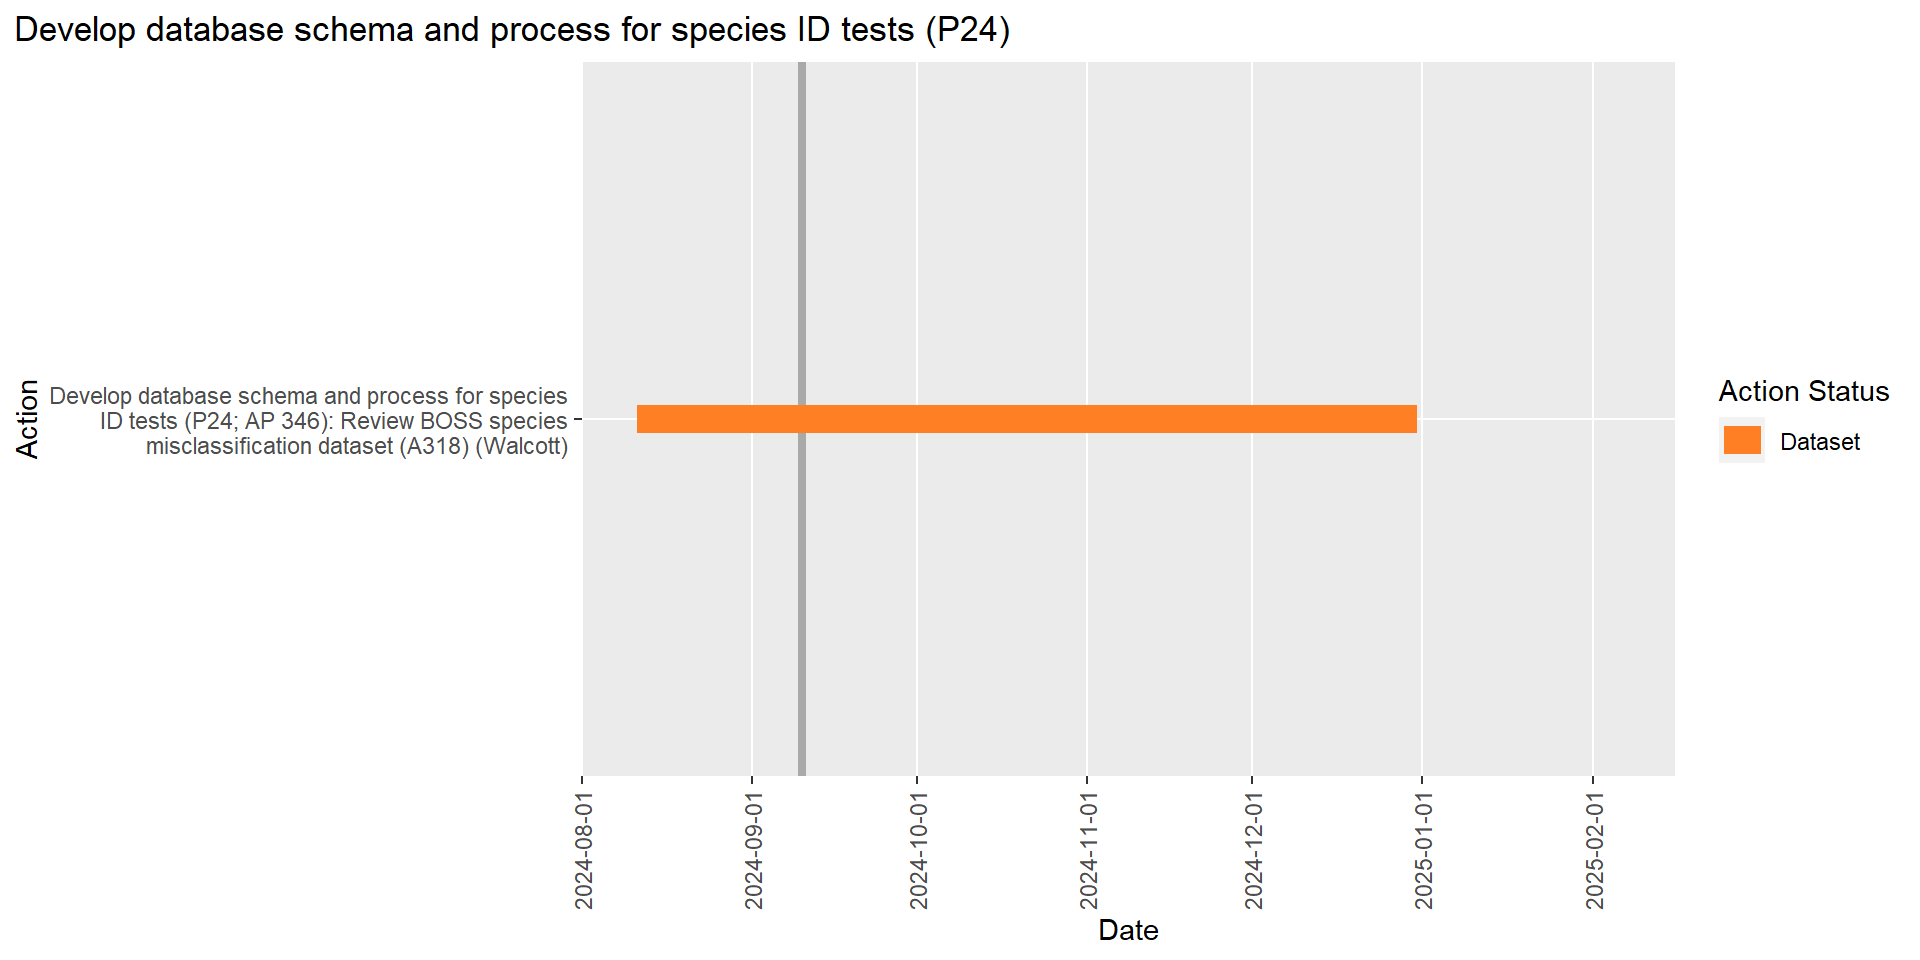 Develop database schema and process for species ID tests (P24)
Action
Develop database schema and process for species
ID tests (P24; AP 346): Review BOSS species
misclassification dataset (A318) (Walcott)
Action Status
Dataset
2024-08-01
2024-09-01
2024-10-01
2024-11-01
2024-12-01
2025-01-01
2025-02-01
Date